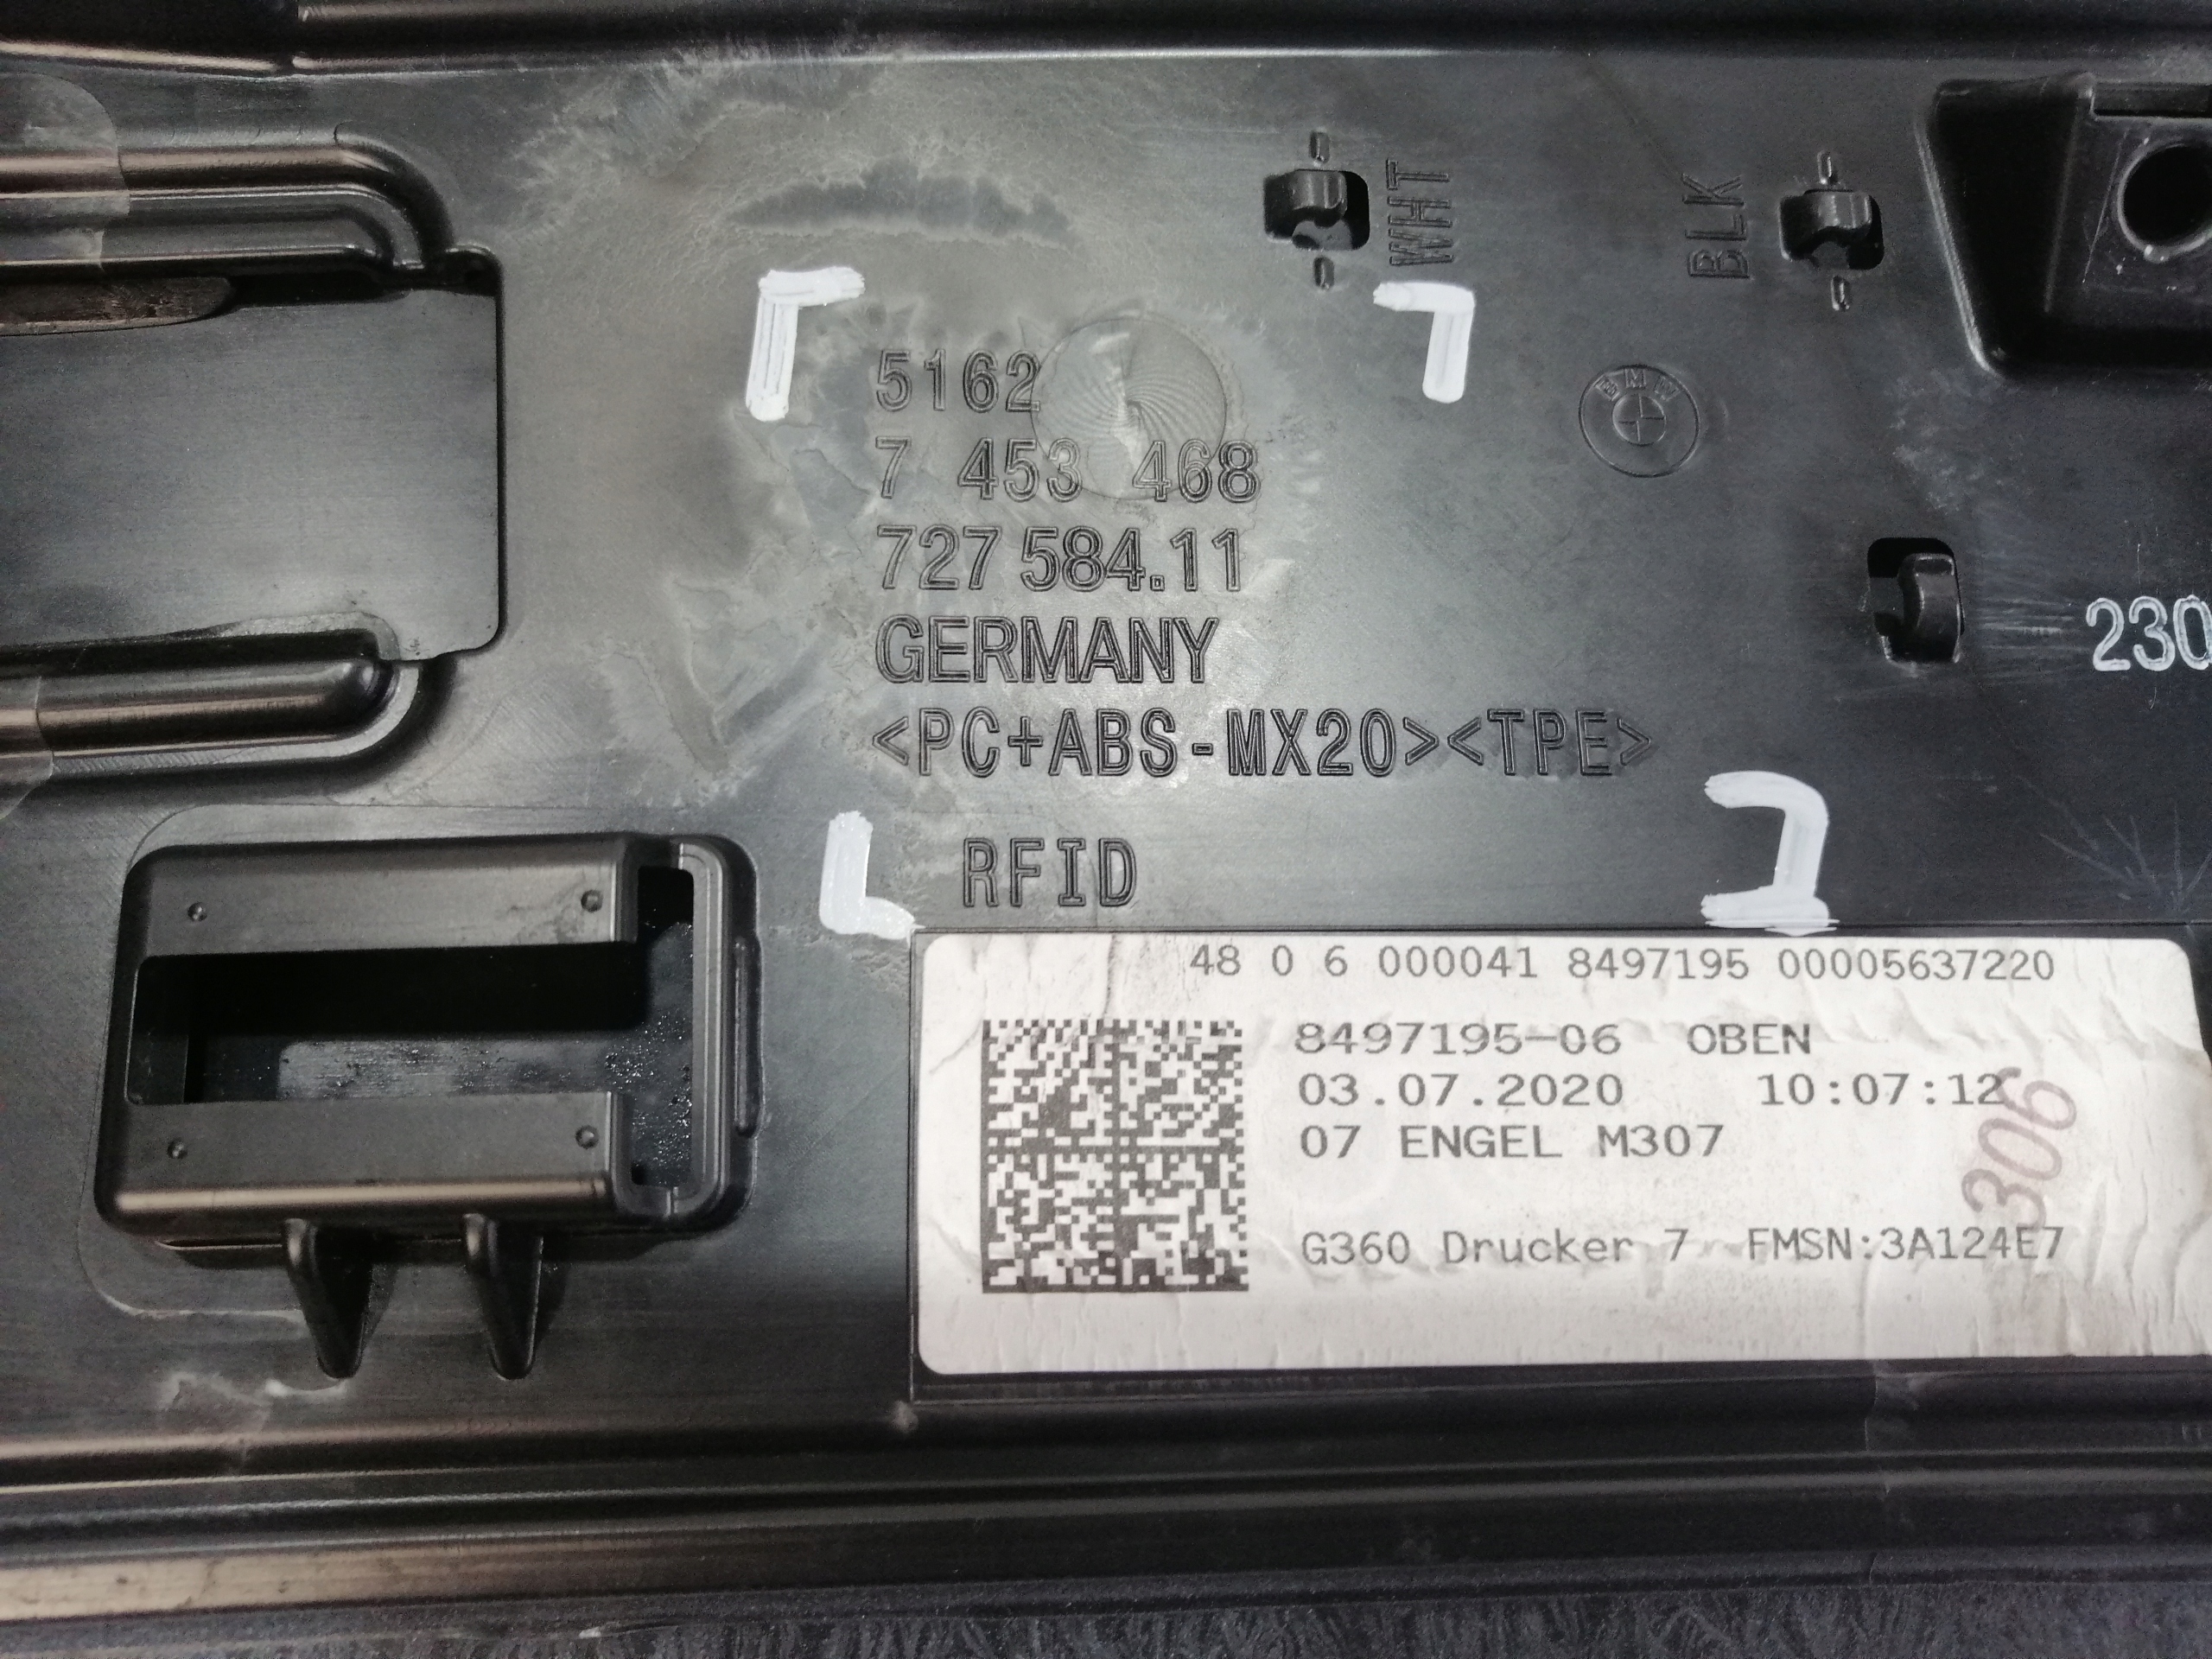 WHT
BLK
5162
7 453 468
BMW
727 584.11
GERMANY
230
<PC+ABS-MX20><TPE>
RFID
48 0 6 000041 8497195 00005637220
8497195-06 OBEN
03.07.2020 10:07:12
07 ENGEL M307
306
G360 Drucker 7 FMSN:3A124E7